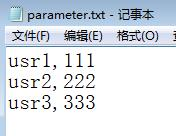 parameter.txt - 记事本
文件(F) 编辑(E) 格式(O)
usr1,111
usr2,222
usr3,333